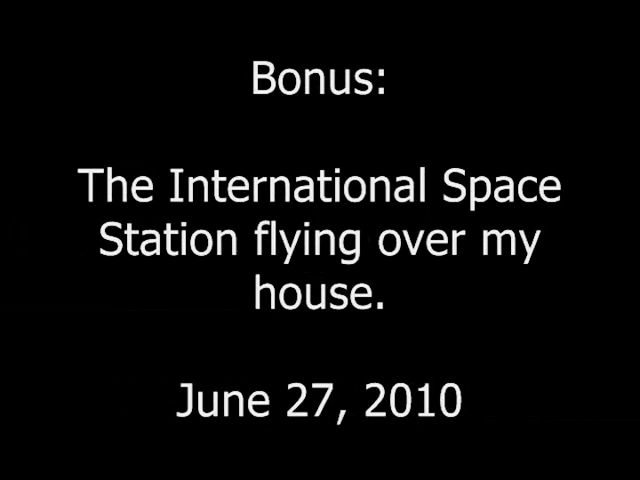 Bonus:
The International Space
Station flying over my
house.
June 27, 2010